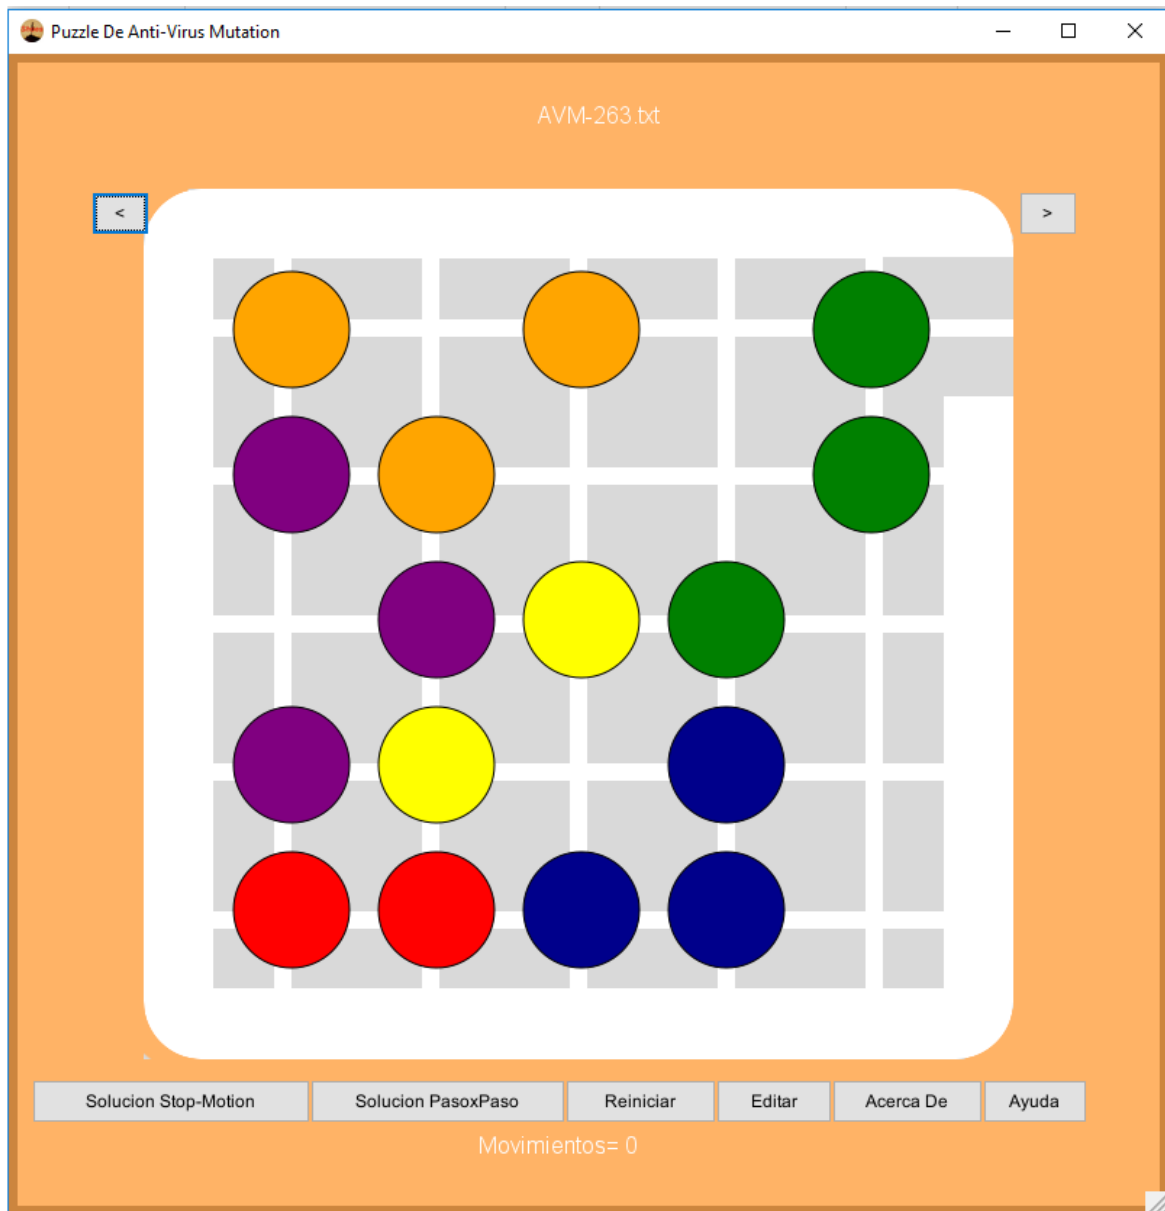 Puzzle De Anti-Virus Mutation
AVM-263.txt
< >
Solucion Stop-Motion Solucion PasoxPaso Reiniciar Editar Acerca De Ayuda
Movimientos= 0